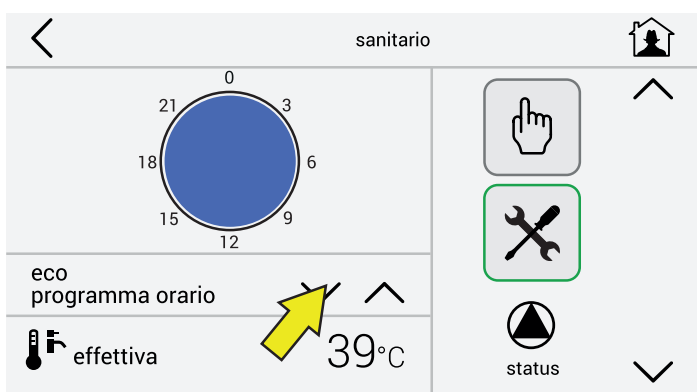 sanitario
0
21
3
18
6
15
9
12
eco
programma orario
effettiva
39°C
status